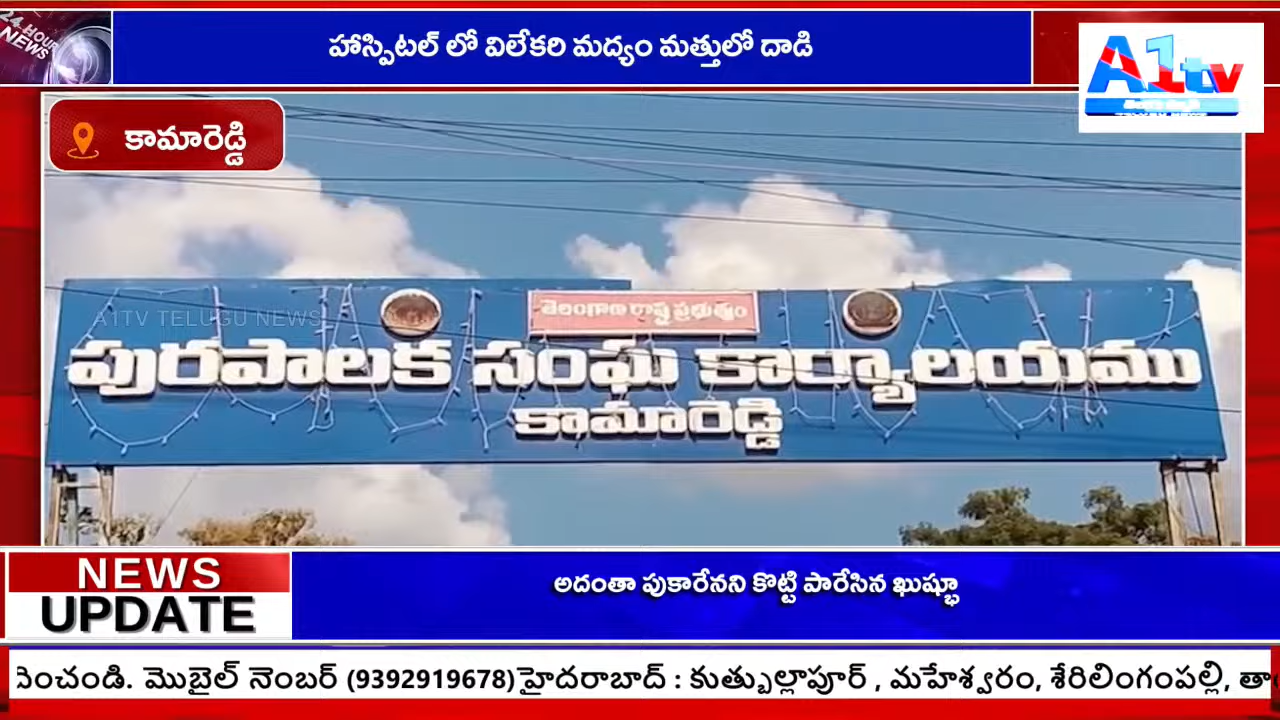 24 HOUR
NEWS
హాస్పిటల్ లో విలేకరి మద్యం మత్తులో దాడి
A1tv
కామారెడ్డి
తెలంగాణ రాష్ట్ర ప్రభుత్వం
A1TV TELUGU NEWS
పురపాలక సంఘ కార్యాలయము
కామారెడ్డి
NEWS
UPDATE
అదంతా పుకారేనని కొట్టి పారేసిన ఖుష్బూ
చించండి. మొబైల్ నెంబర్ (9392919678)హైదరాబాద్ : కుత్బుల్లాపూర్ , మహేశ్వరం, శేరిలింగంపల్లి,